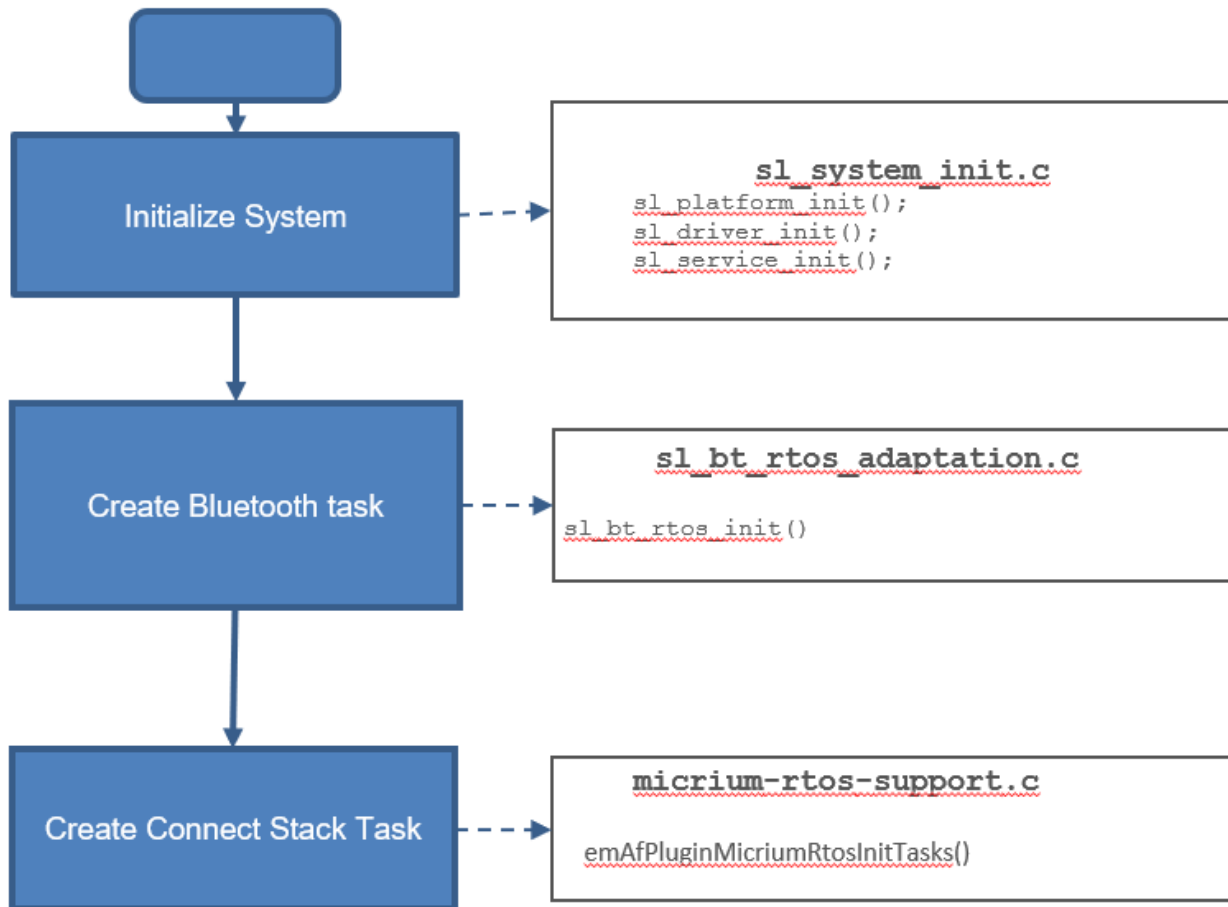 Initialize System
sl_system_init.c
sl_platform_init();
sl_driver_init();
sl_service_init();
Create Bluetooth task
sl_bt_rtos_adaptation.c
sl_bt_rtos_init()
Create Connect Stack Task
micrium-rtos-support.c
emAfPluginMicriumRtosInitTasks()